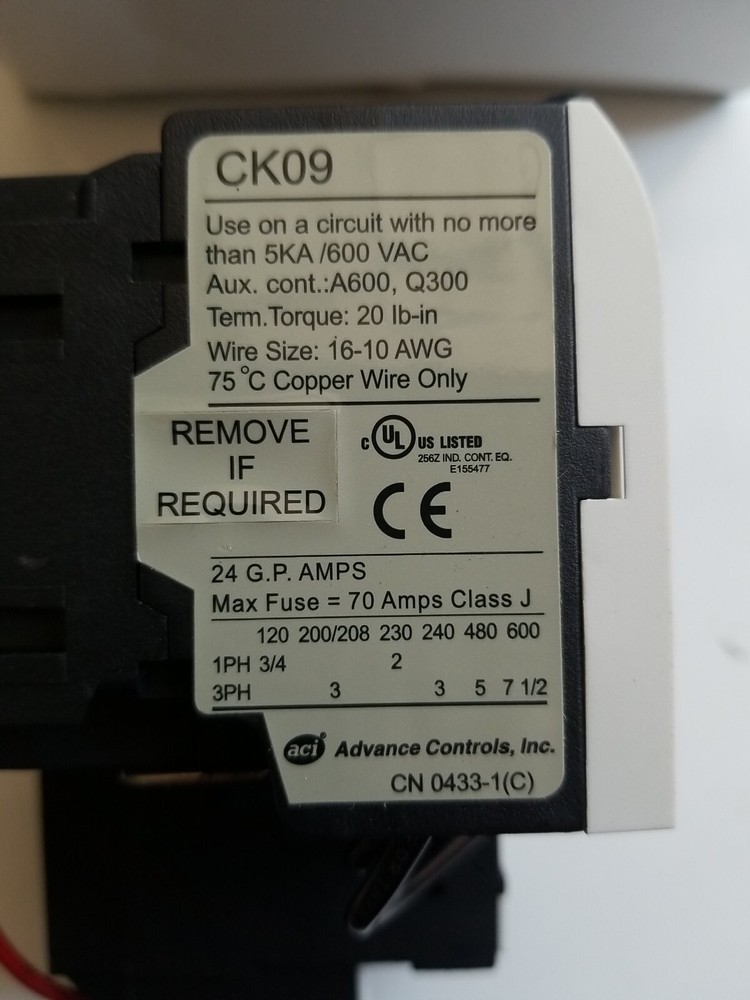 CK09
Use on a circuit with no more
than 5KA /600 VAC
Aux. cont.:A600, Q300
Term.Torque: 20 lb-in
Wire Size: 16-10 AWG
75 °C Copper Wire Only
REMOVE
IF
REQUIRED
C UL US LISTED
256Z IND. CONT. EQ.
E155477
CE
24 G.P. AMPS
Max Fuse = 70 Amps Class J
120 200/208 230 240 480 600
1PH 3/4 2
3PH 3 3 5 7 1/2
aci Advance Controls, Inc.
CN 0433-1(C)